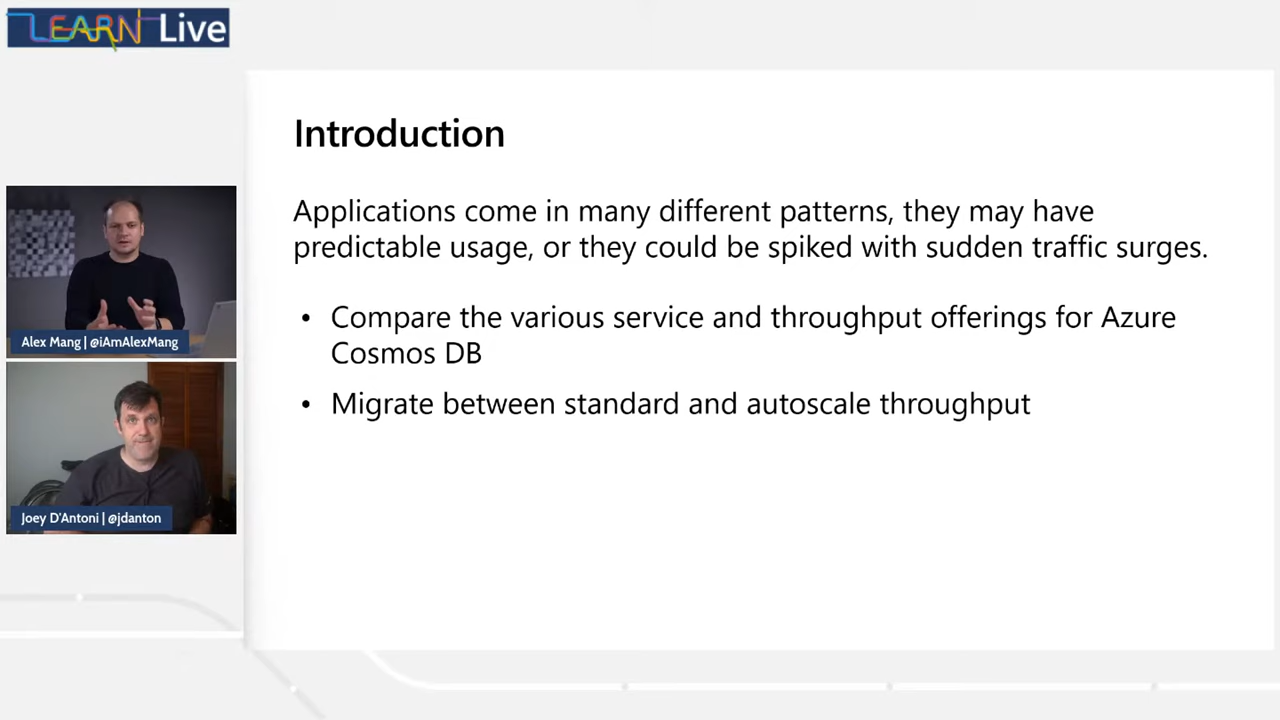 LEARN Live
Introduction
Applications come in many different patterns, they may have
predictable usage, or they could be spiked with sudden traffic surges.
• Compare the various service and throughput offerings for Azure
Cosmos DB
• Migrate between standard and autoscale throughput
Alex Mang | @iAmAlexMang
Joey D'Antoni | @jdanton